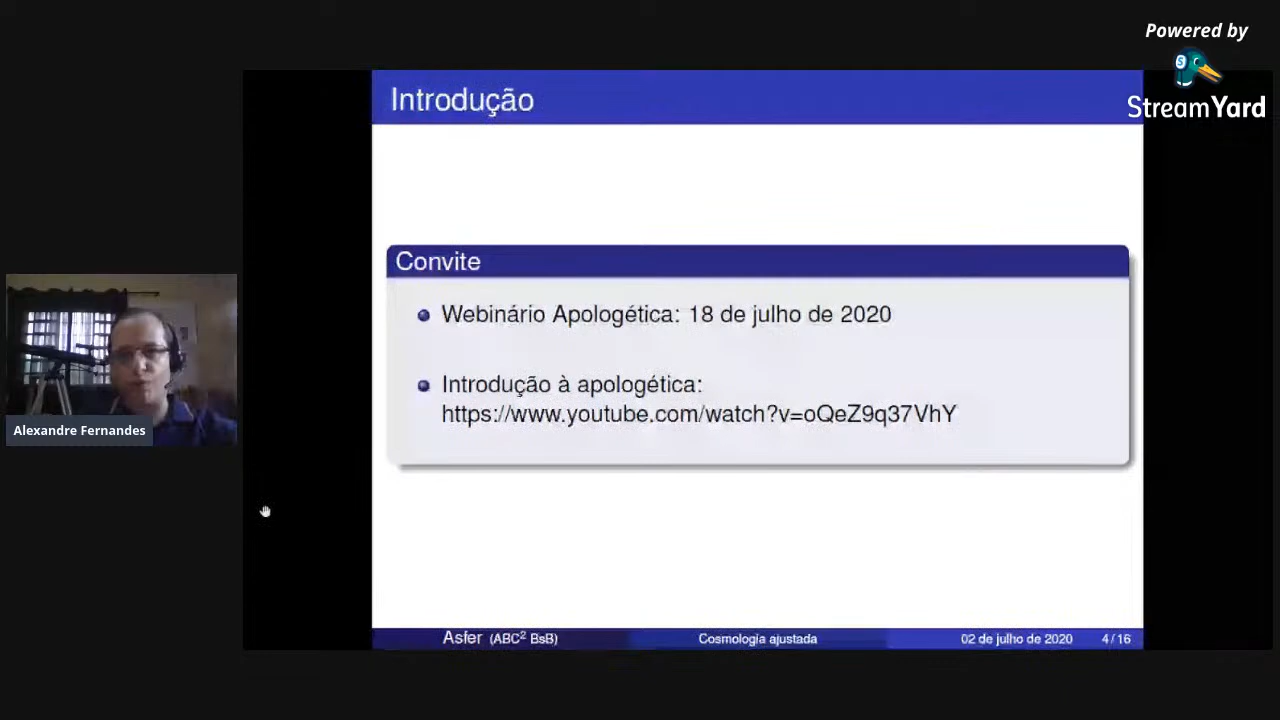 Powered by
StreamYard
Introdução
Convite
Webinário Apologética: 18 de julho de 2020
Introdução à apologética:
https://www.youtube.com/watch?v=oQeZ9q37VhY
Alexandre Fernandes
Asfer (ABC² BsB)
Cosmologia ajustada
02 de julho de 2020
4/16